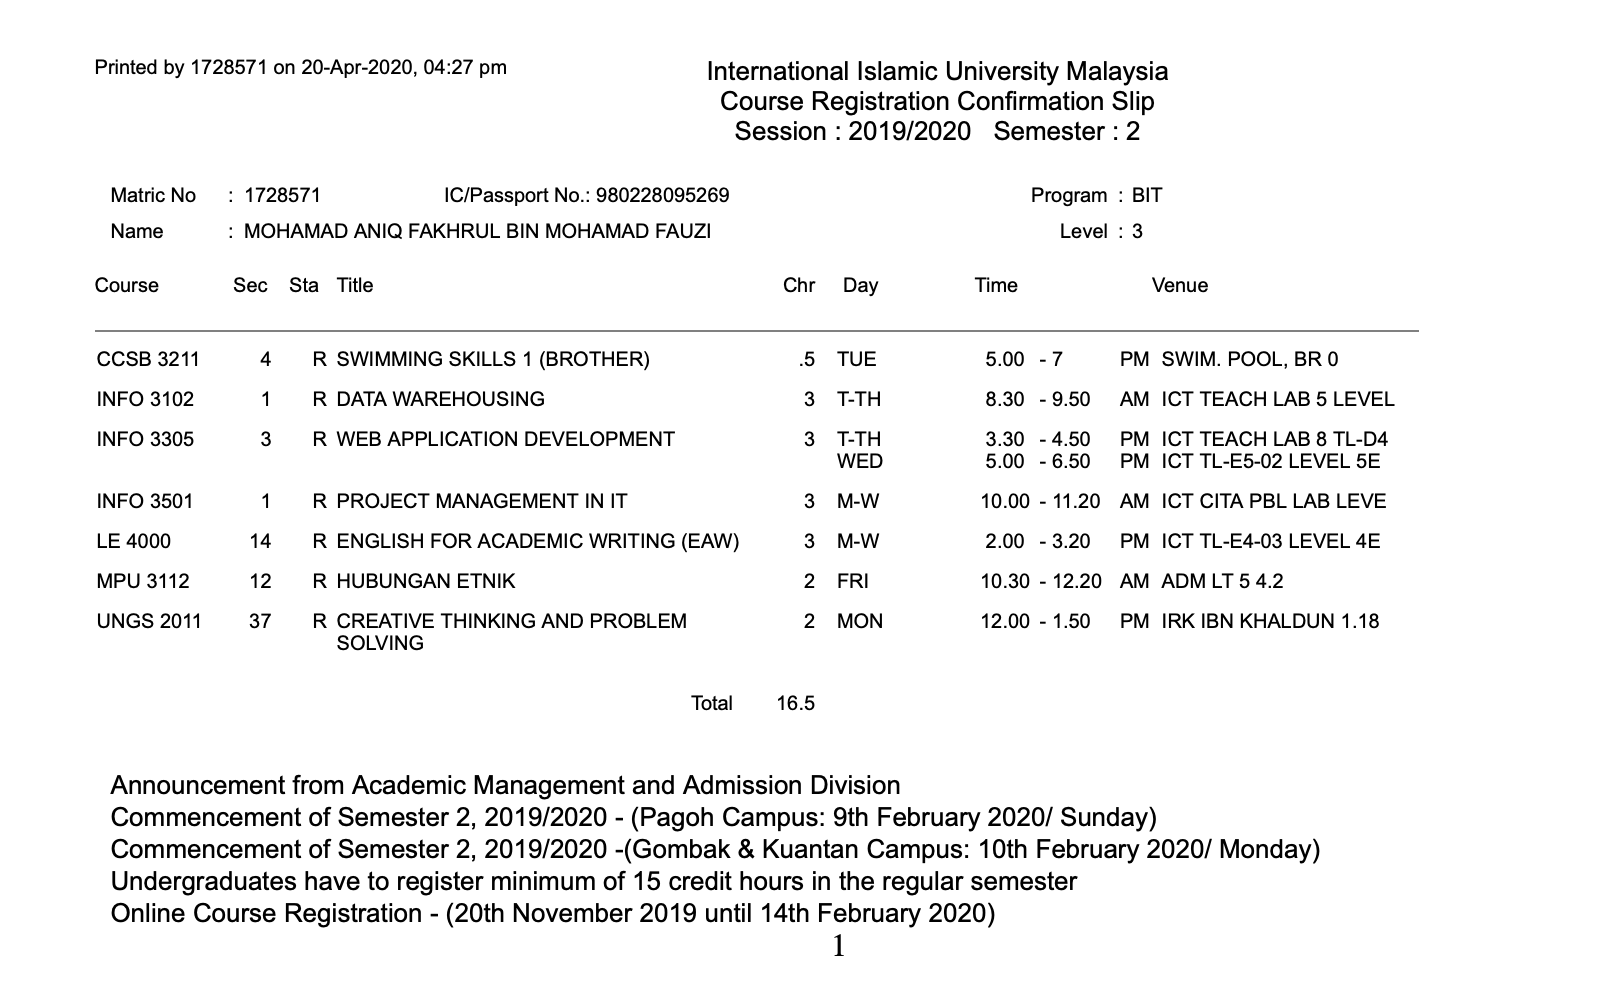 Printed by 1728571 on 20-Apr-2020, 04:27 pm
International Islamic University Malaysia
Course Registration Confirmation Slip
Session : 2019/2020 Semester : 2
Matric No : 1728571 IC/Passport No.: 980228095269 Program : BIT
Name : MOHAMAD ANIQ FAKHRUL BIN MOHAMAD FAUZI Level : 3
Course Sec Sta Title Chr Day Time Venue
CCSB 3211 4 R SWIMMING SKILLS 1 (BROTHER) .5 TUE 5.00 - 7 PM SWIM. POOL, BR 0
INFO 3102 1 R DATA WAREHOUSING 3 T-TH 8.30 - 9.50 AM ICT TEACH LAB 5 LEVEL
INFO 3305 3 R WEB APPLICATION DEVELOPMENT 3 T-TH 3.30 - 4.50 PM ICT TEACH LAB 8 TL-D4
WED 5.00 - 6.50 PM ICT TL-E5-02 LEVEL 5E
INFO 3501 1 R PROJECT MANAGEMENT IN IT 3 M-W 10.00 - 11.20 AM ICT CITA PBL LAB LEVE
LE 4000 14 R ENGLISH FOR ACADEMIC WRITING (EAW) 3 M-W 2.00 - 3.20 PM ICT TL-E4-03 LEVEL 4E
MPU 3112 12 R HUBUNGAN ETNIK 2 FRI 10.30 - 12.20 AM ADM LT 5 4.2
UNGS 2011 37 R CREATIVE THINKING AND PROBLEM 2 MON 12.00 - 1.50 PM IRK IBN KHALDUN 1.18
SOLVING
Total 16.5
Announcement from Academic Management and Admission Division
Commencement of Semester 2, 2019/2020 - (Pagoh Campus: 9th February 2020/ Sunday)
Commencement of Semester 2, 2019/2020 -(Gombak & Kuantan Campus: 10th February 2020/ Monday)
Undergraduates have to register minimum of 15 credit hours in the regular semester
Online Course Registration - (20th November 2019 until 14th February 2020)
1